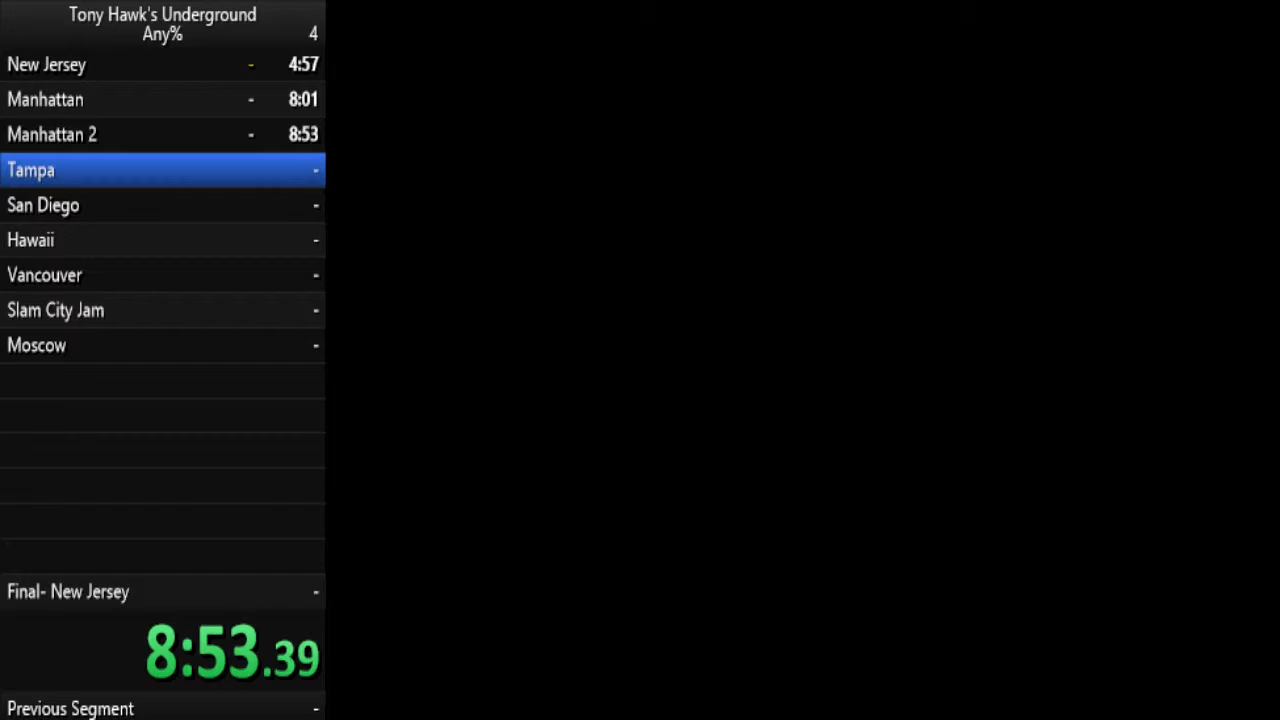 Tony Hawk's Underground
Any% 4
New Jersey - 4:57
Manhattan - 8:01
Manhattan 2 - 8:53
Tampa -
San Diego -
Hawaii -
Vancouver -
Slam City Jam -
Moscow -
Final- New Jersey -
8:53.39
Previous Segment -